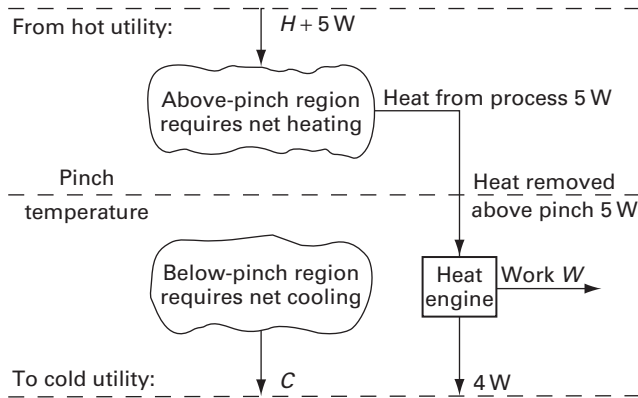 From hot utility:
H + 5 W
Above-pinch region
requires net heating
Heat from process 5 W
Pinch
temperature
Heat removed
above pinch 5 W
Below-pinch region
requires net cooling
Heat
engine
Work W
To cold utility:
C
4 W